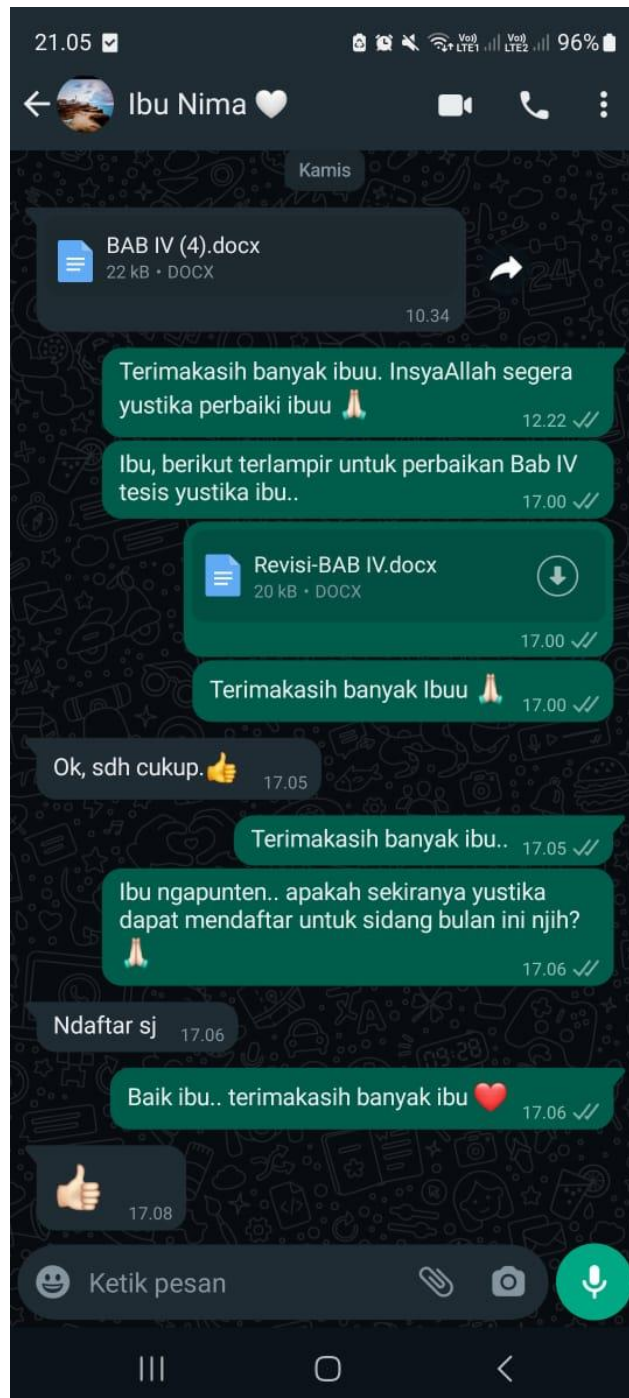 21.05
Vo)) LTE1 Vo)) LTE2 96%
Ibu Nima
Kamis
BAB IV (4).docx
22 kB • DOCX
10.34
Terimakasih banyak ibuu. InsyaAllah segera
yustika perbaiki ibuu 🙏🏻
12.22
Ibu, berikut terlampir untuk perbaikan Bab IV
tesis yustika ibu..
17.00
Revisi-BAB IV.docx
20 kB • DOCX
17.00
Terimakasih banyak Ibuu 🙏🏻 17.00
Ok, sdh cukup.👍 17.05
Terimakasih banyak ibu.. 17.05
Ibu ngapunten.. apakah sekiranya yustika
dapat mendaftar untuk sidang bulan ini njih?
🙏🏻
17.06
Ndaftar sj 17.06
Baik ibu.. terimakasih banyak ibu ❤️ 17.06
👍🏻 17.08
Ketik pesan